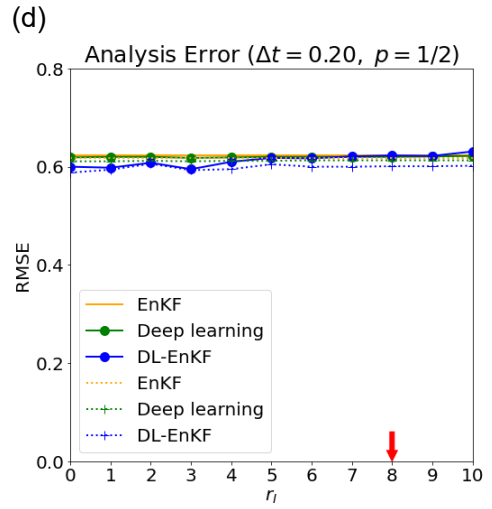 (d)
Analysis Error (Δt = 0.20, p = 1/2)
0.8
0.6
0.4
0.2
0.0
RMSE
EnKF
Deep learning
DL-EnKF
EnKF
Deep learning
DL-EnKF
0 1 2 3 4 5 6 7 8 9 10
r_l